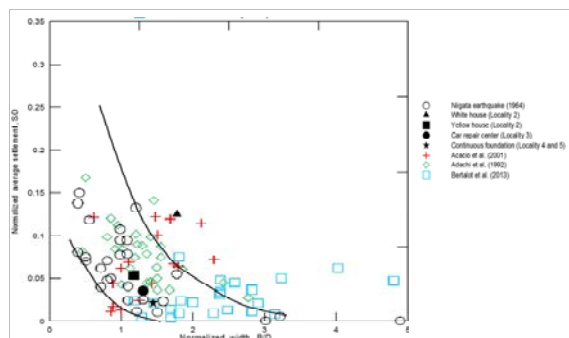 0.35
0.3
0.25
0.2
0.15
0.1
0.05
0
Normalized average settlement, S/D
0
1
2
3
4
5
Normalized width, B/D
Niigata earthquake (1964)
White house (Locality 2)
Yellow house (Locality 2)
Car repair center (Locality 3)
Continuous foundation (Locality 4 and 5)
Acacio et al. (2001)
Adachi et al. (1992)
Bertalot et al. (2013)